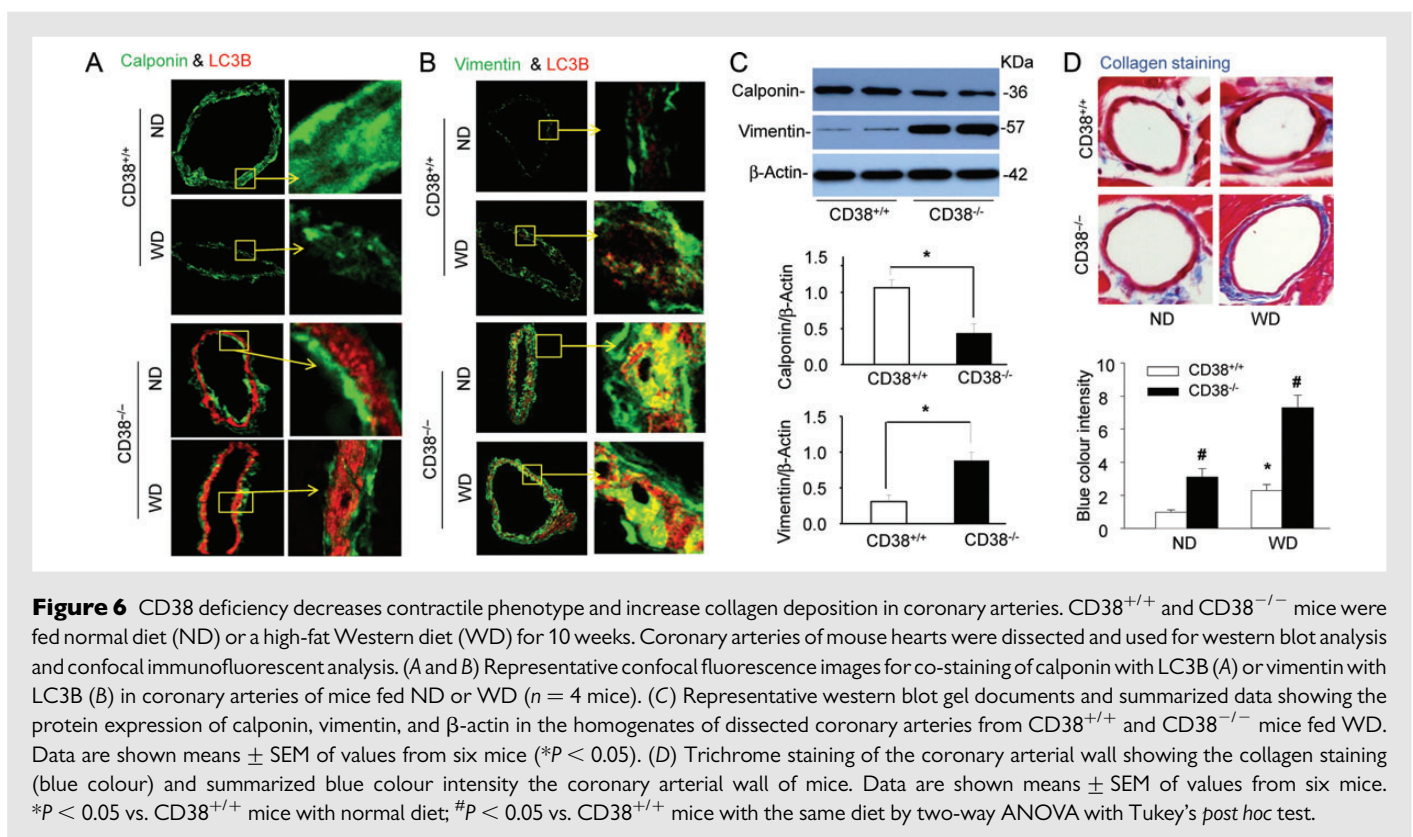 A Calponin & LC3B
CD38+/+
ND
WD
CD38−/−
ND
WD
B Vimentin & LC3B
CD38+/+
ND
WD
CD38−/−
ND
WD
C
KDa
Calponin- -36
Vimentin- -57
β-Actin- -42
CD38+/+ CD38-/-
Calponin/β-Actin
1.5
1.0
0.5
0.0
*
CD38+/+ CD38-/-
Vimentin/β-Actin
1.5
1.0
0.5
0.0
*
CD38+/+ CD38-/-
D Collagen staining
CD38+/+
CD38−/−
ND WD
Blue colour intensity
10
8
6
4
2
0
CD38+/+
CD38-/-
#
*
#
ND WD
Figure 6 CD38 deficiency decreases contractile phenotype and increase collagen deposition in coronary arteries. CD38+/+ and CD38−/− mice were
fed normal diet (ND) or a high-fat Western diet (WD) for 10 weeks. Coronary arteries of mouse hearts were dissected and used for western blot analysis
and confocal immunofluorescent analysis. (A and B) Representative confocal fluorescence images for co-staining of calponin with LC3B (A) or vimentin with
LC3B (B) in coronary arteries of mice fed ND or WD (n = 4 mice). (C) Representative western blot gel documents and summarized data showing the
protein expression of calponin, vimentin, and β-actin in the homogenates of dissected coronary arteries from CD38+/+ and CD38−/− mice fed WD.
Data are shown means ± SEM of values from six mice (*P < 0.05). (D) Trichrome staining of the coronary arterial wall showing the collagen staining
(blue colour) and summarized blue colour intensity the coronary arterial wall of mice. Data are shown means ± SEM of values from six mice.
*P < 0.05 vs. CD38+/+ mice with normal diet; #P < 0.05 vs. CD38+/+ mice with the same diet by two-way ANOVA with Tukey's post hoc test.